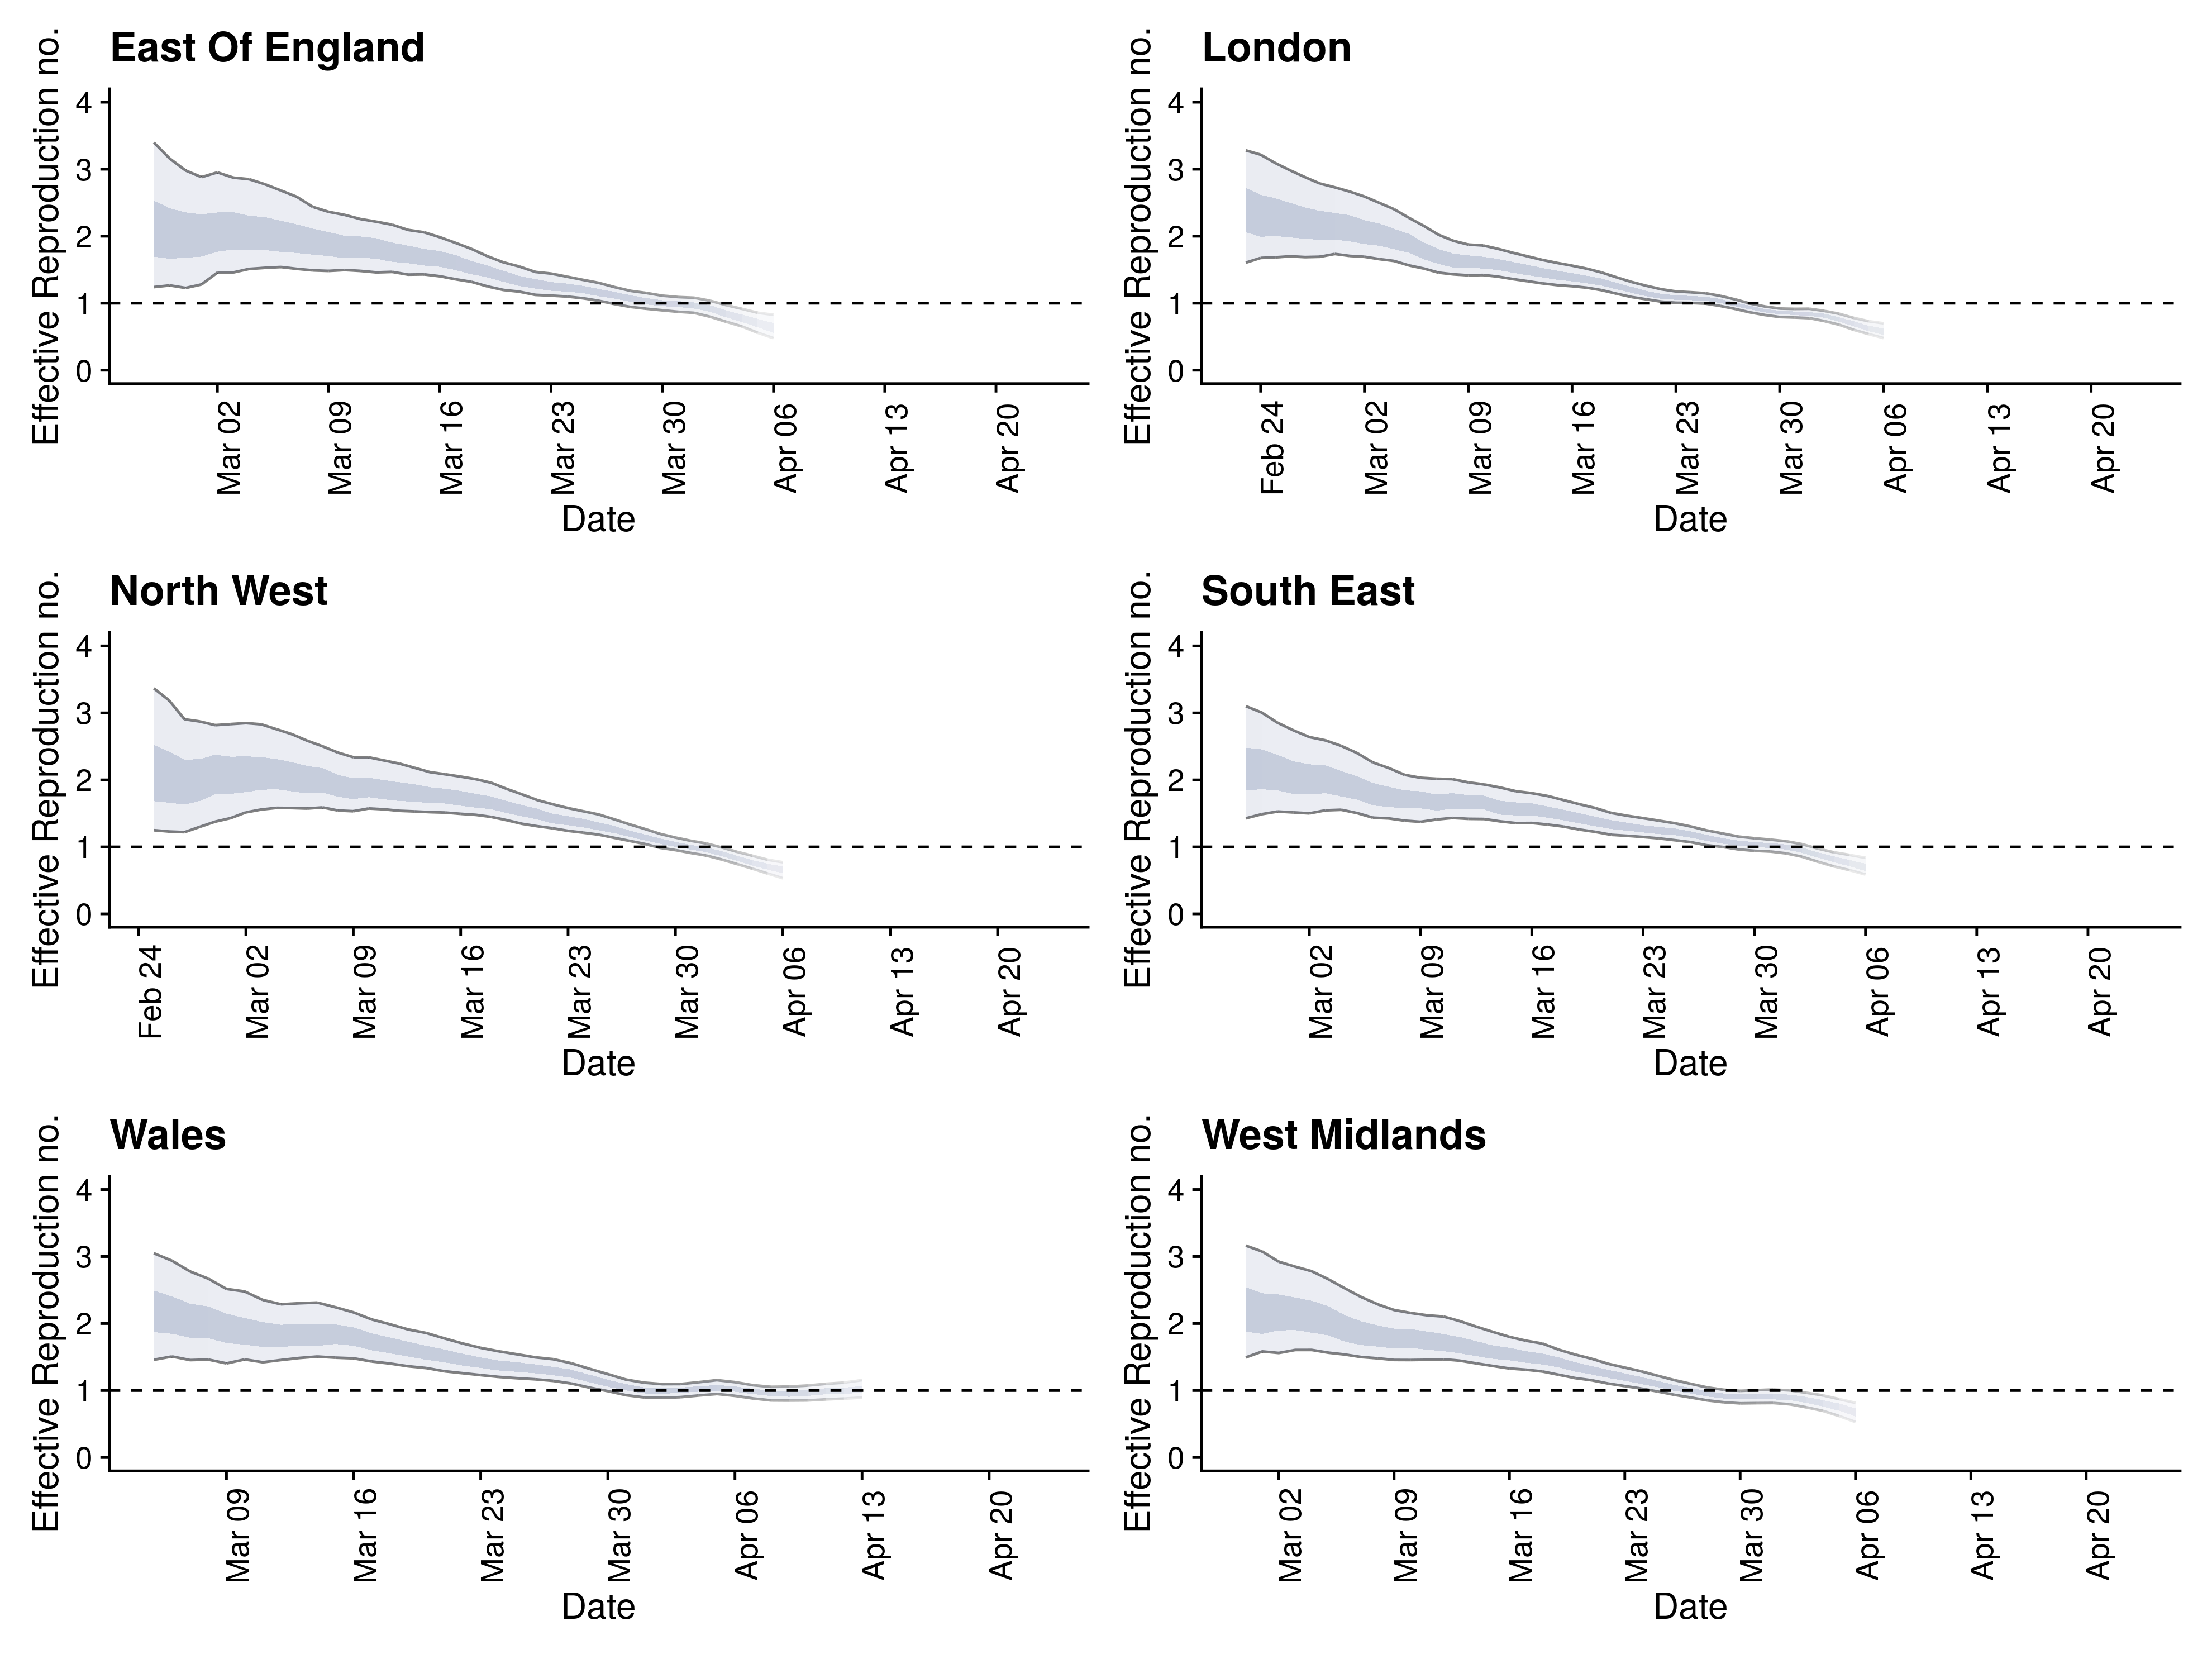 East Of England
Effective Reproduction no.
4
3
2
1
0
Mar 02
Mar 09
Mar 16
Mar 23
Mar 30
Apr 06
Apr 13
Apr 20
Date
London
Effective Reproduction no.
4
3
2
1
0
Feb 24
Mar 02
Mar 09
Mar 16
Mar 23
Mar 30
Apr 06
Apr 13
Apr 20
Date
North West
Effective Reproduction no.
4
3
2
1
0
Feb 24
Mar 02
Mar 09
Mar 16
Mar 23
Mar 30
Apr 06
Apr 13
Apr 20
Date
South East
Effective Reproduction no.
4
3
2
1
0
Mar 02
Mar 09
Mar 16
Mar 23
Mar 30
Apr 06
Apr 13
Apr 20
Date
Wales
Effective Reproduction no.
4
3
2
1
0
Mar 09
Mar 16
Mar 23
Mar 30
Apr 06
Apr 13
Apr 20
Date
West Midlands
Effective Reproduction no.
4
3
2
1
0
Mar 02
Mar 09
Mar 16
Mar 23
Mar 30
Apr 06
Apr 13
Apr 20
Date